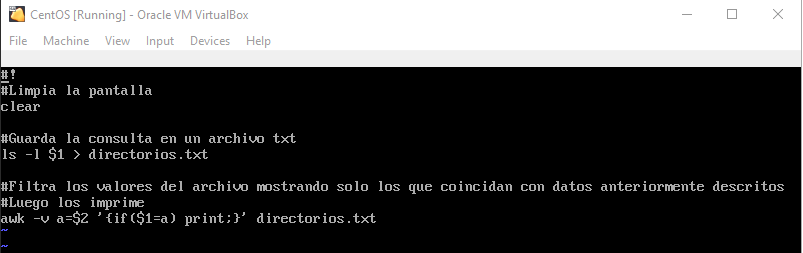 CentOS [Running] - Oracle VM VirtualBox
File Machine View Input Devices Help
#!
#Limpia la pantalla
clear
#Guarda la consulta en un archivo txt
ls -l $1 > directorios.txt
#Filtra los valores del archivo mostrando solo los que coincidan con datos anteriormente descritos
#Luego los imprime
awk -v a=$2 '{if($1=a) print;}' directorios.txt
~
~